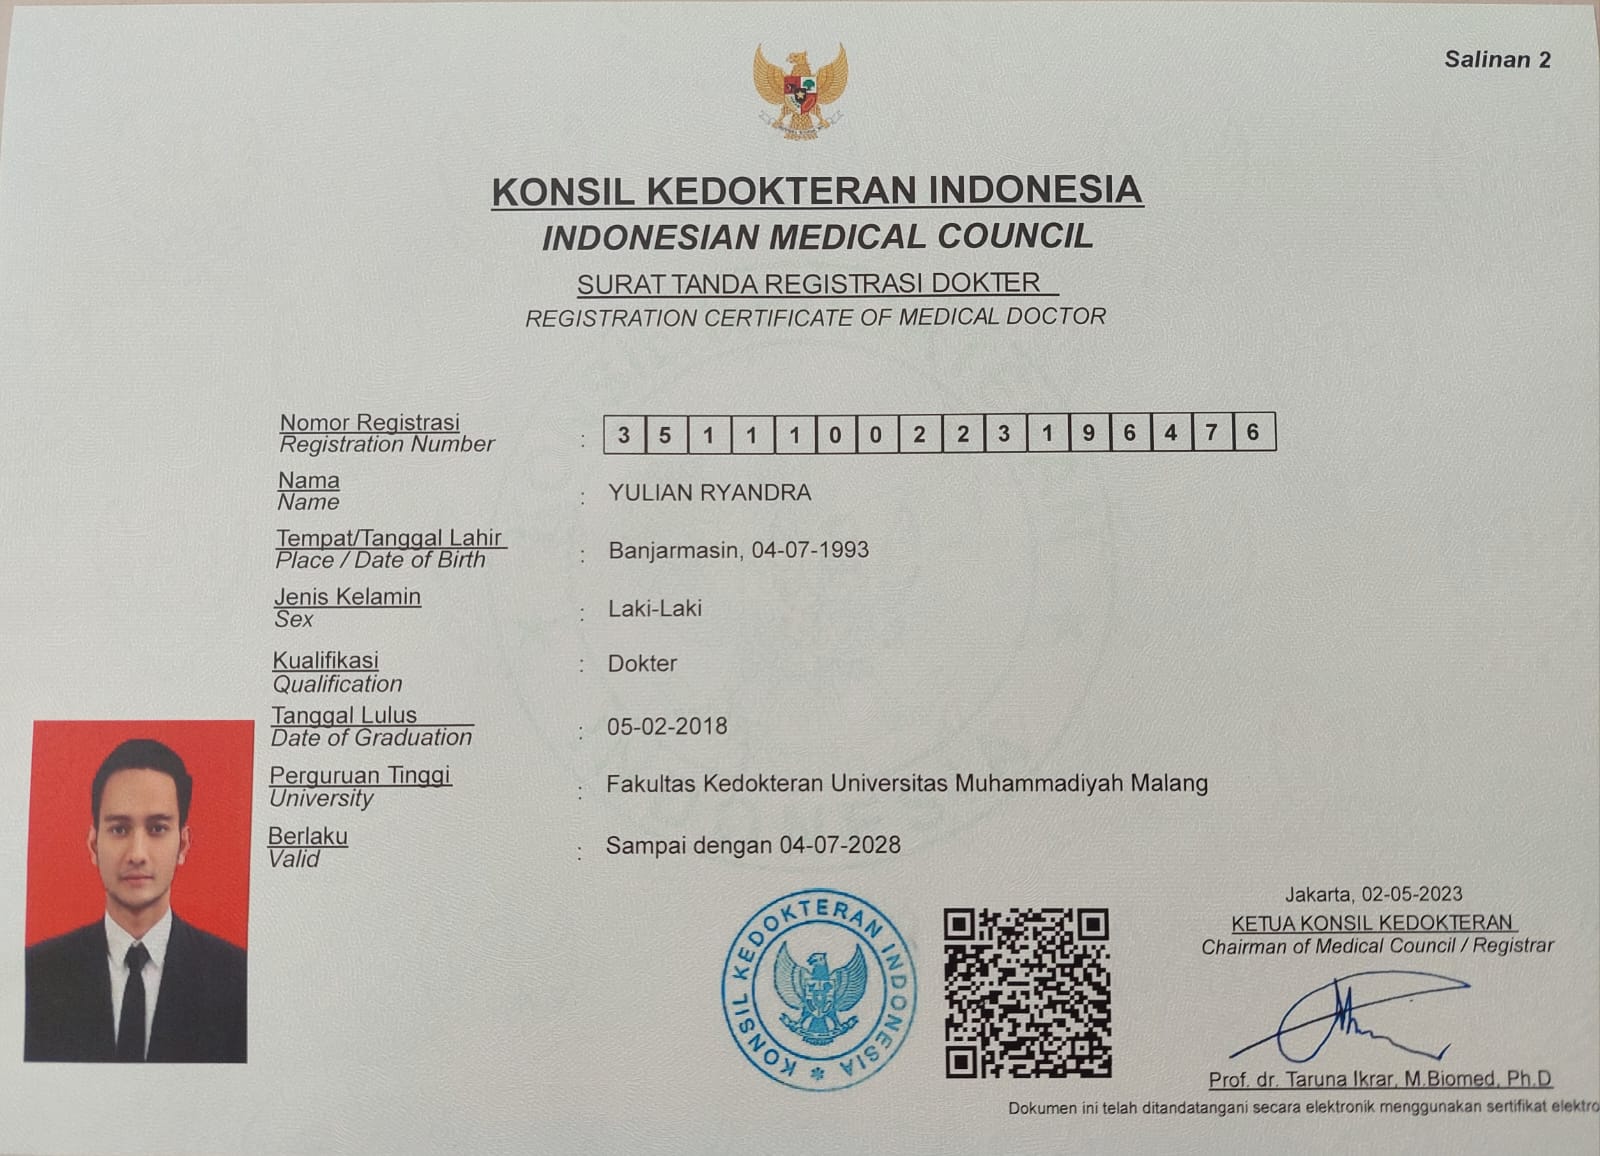 Salinan 2
KONSIL KEDOKTERAN INDONESIA
INDONESIAN MEDICAL COUNCIL
SURAT TANDA REGISTRASI DOKTER
REGISTRATION CERTIFICATE OF MEDICAL DOCTOR
Nomor Registrasi
Registration Number : 3 5 1 1 1 0 0 2 2 3 1 9 6 4 7 6
Nama
Name : YULIAN RYANDRA
Tempat/Tanggal Lahir
Place / Date of Birth : Banjarmasin, 04-07-1993
Jenis Kelamin
Sex : Laki-Laki
Kualifikasi
Qualification : Dokter
Tanggal Lulus
Date of Graduation : 05-02-2018
Perguruan Tinggi
University : Fakultas Kedokteran Universitas Muhammadiyah Malang
Berlaku
Valid : Sampai dengan 04-07-2028
KONSIL KEDOKTERAN INDONESIA
Jakarta, 02-05-2023
KETUA KONSIL KEDOKTERAN
Chairman of Medical Council / Registrar
Prof. dr. Taruna Ikrar, M.Biomed, Ph.D
Dokumen ini telah ditandatangani secara elektronik menggunakan sertifikat elektro